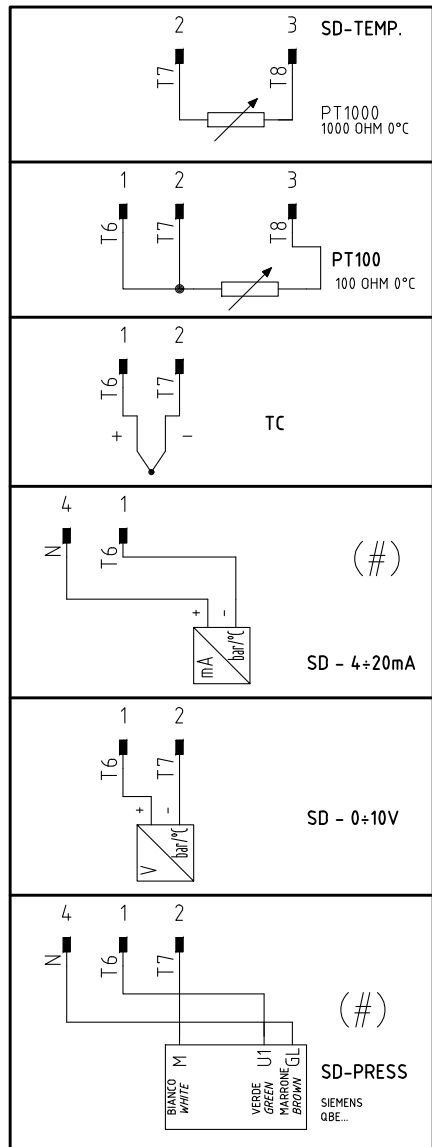 2 3 SD-TEMP.
T7 T8
PT1000
1000 OHM 0°C
1 2 3
T6 T7 T8
PT100
100 OHM 0°C
1 2
T6 T7
+ -
TC
4 1
N T6
(#)
+ -
mA bar/°C
SD - 4÷20mA
1 2
T6 T7
+ -
V bar/°C
SD - 0÷10V
4 1 2
N T6 T7
(#)
M U1 GL
BIANCO VERDE MARRONE
WHITE GREEN BROWN
SD-PRESS
SIEMENS
QBE...